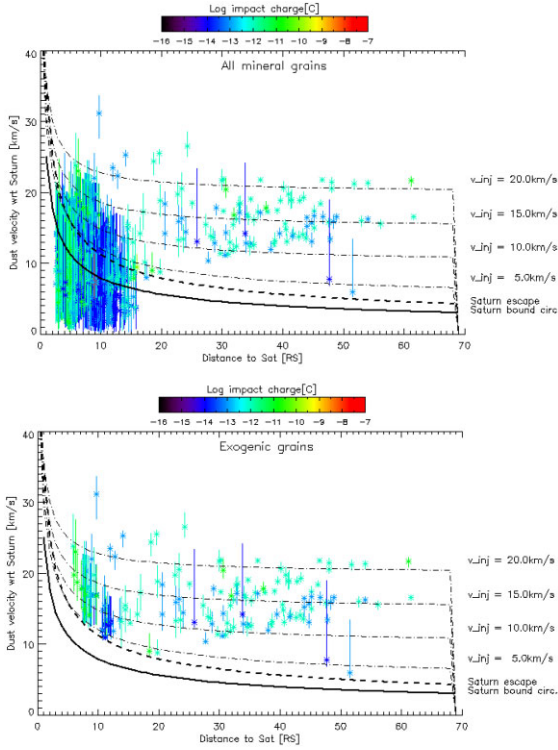 Log impact charge[C]
-16 -15 -14 -13 -12 -11 -10 -9 -8 -7
All mineral grains
40
30
20
10
0
Dust velocity wrt Saturn [km/s]
v_inj = 20.0km/s
v_inj = 15.0km/s
v_inj = 10.0km/s
v_inj = 5.0km/s
Saturn escape
Saturn bound circ.
0 10 20 30 40 50 60 70
Distance to Sat [RS]
Log impact charge[C]
-16 -15 -14 -13 -12 -11 -10 -9 -8 -7
Exogenic grains
40
30
20
10
0
Dust velocity wrt Saturn [km/s]
v_inj = 20.0km/s
v_inj = 15.0km/s
v_inj = 10.0km/s
v_inj = 5.0km/s
Saturn escape
Saturn bound circ.
0 10 20 30 40 50 60 70
Distance to Sat [RS]